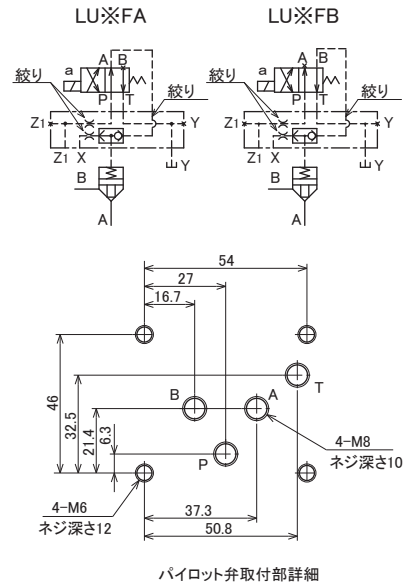 LU※FA
LU※FB
A B
a
P T
絞り
絞り
Z1
Y
Z1 X
Y
B
A
A B
a
P T
絞り
絞り
Z1
Y
Z1 X
Y
B
A
54
27
16.7
46
32.5
21.4
6.3
B
A
T
P
4-M8
ネジ深さ10
4-M6
ネジ深さ12
37.3
50.8
パイロット弁取付部詳細